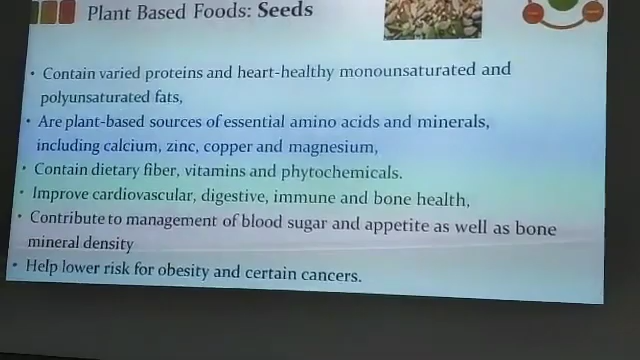 Plant Based Foods: Seeds
• Contain varied proteins and heart-healthy monounsaturated and
polyunsaturated fats,
• Are plant-based sources of essential amino acids and minerals,
including calcium, zinc, copper and magnesium,
• Contain dietary fiber, vitamins and phytochemicals.
• Improve cardiovascular, digestive, immune and bone health,
• Contribute to management of blood sugar and appetite as well as bone
mineral density
• Help lower risk for obesity and certain cancers.